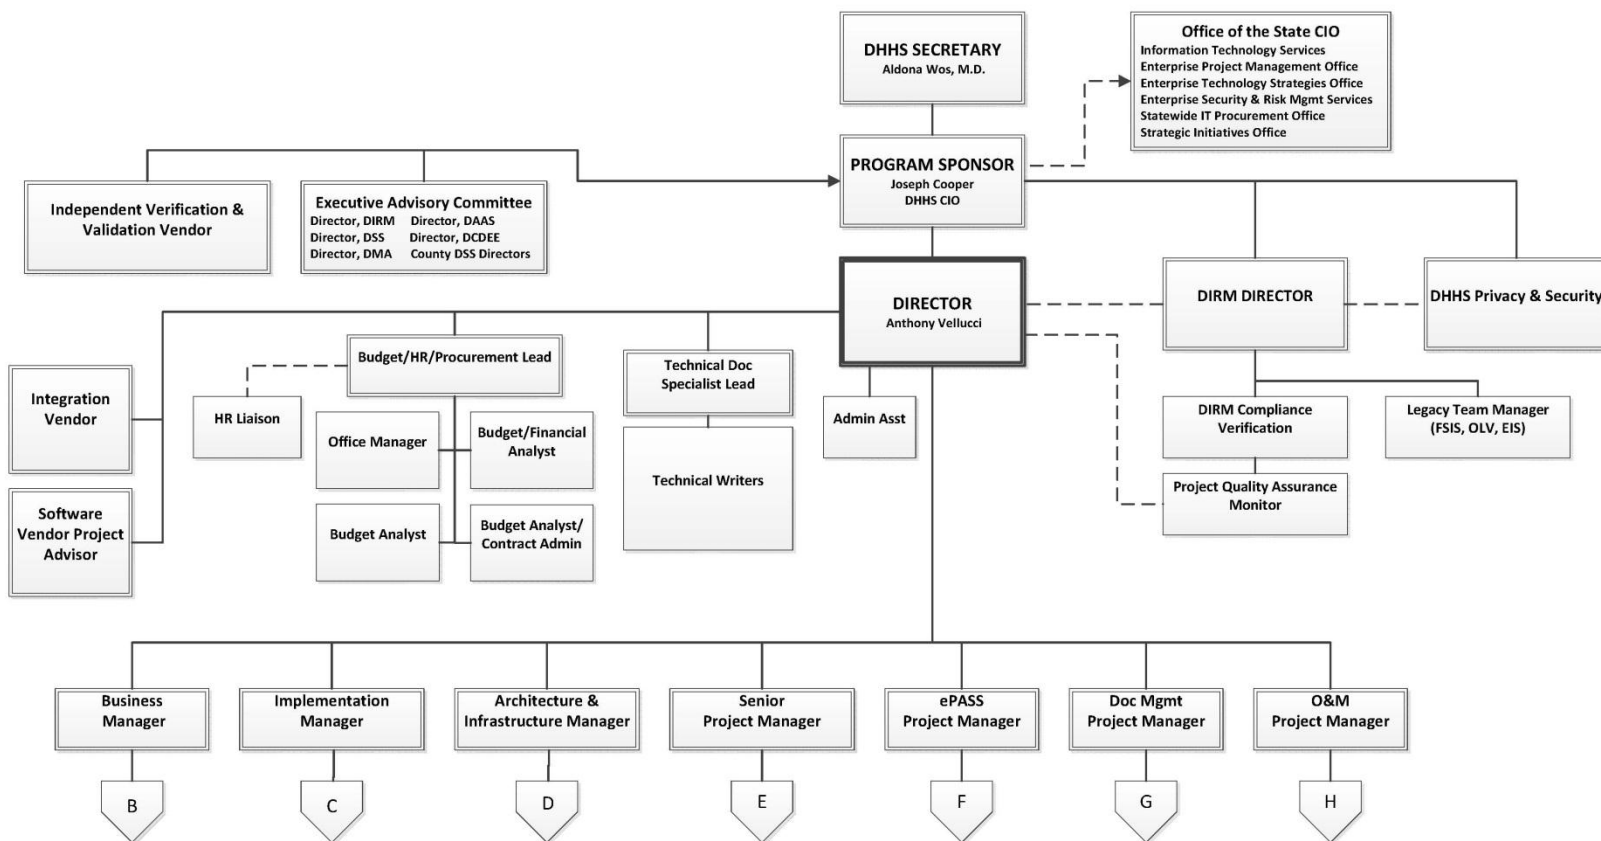 DHHS SECRETARY
Aldona Wos, M.D.
Office of the State CIO
Information Technology Services
Enterprise Project Management Office
Enterprise Technology Strategies Office
Enterprise Security & Risk Mgmt Services
Statewide IT Procurement Office
Strategic Initiatives Office
PROGRAM SPONSOR
Joseph Cooper
DHHS CIO
Independent Verification &
Validation Vendor
Executive Advisory Committee
Director, DIRM Director, DAAS
Director, DSS Director, DCDEE
Director, DMA County DSS Directors
DIRECTOR
Anthony Vellucci
DIRM DIRECTOR
DHHS Privacy & Security
Budget/HR/Procurement Lead
Technical Doc
Specialist Lead
Integration
Vendor
HR Liaison
Office Manager
Budget/Financial
Analyst
Admin Asst
DIRM Compliance
Verification
Legacy Team Manager
(FSIS, OLV, EIS)
Technical Writers
Project Quality Assurance
Monitor
Software
Vendor Project
Advisor
Budget Analyst
Budget Analyst/
Contract Admin
Business
Manager
Implementation
Manager
Architecture &
Infrastructure Manager
Senior
Project Manager
ePASS
Project Manager
Doc Mgmt
Project Manager
O&M
Project Manager
B
C
D
E
F
G
H